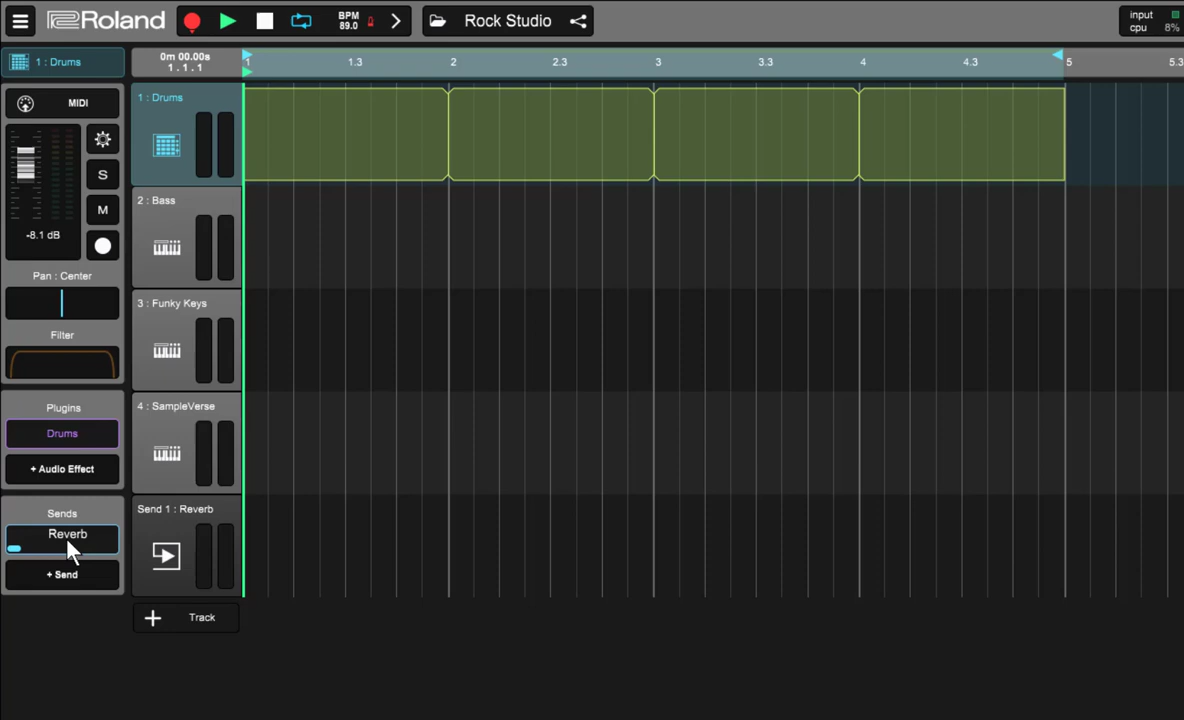 Roland
BPM
89.0
Rock Studio
input
cpu
8%
1 : Drums
0m 00.00s
1 . 1 . 1
1
1.3
2
2.3
3
3.3
4
4.3
5
5.3
MIDI
S
M
-8.1 dB
Pan : Center
Filter
Plugins
Drums
+ Audio Effect
Sends
Reverb
+ Send
1 : Drums
2 : Bass
3 : Funky Keys
4 : SampleVerse
Send 1 : Reverb
Track